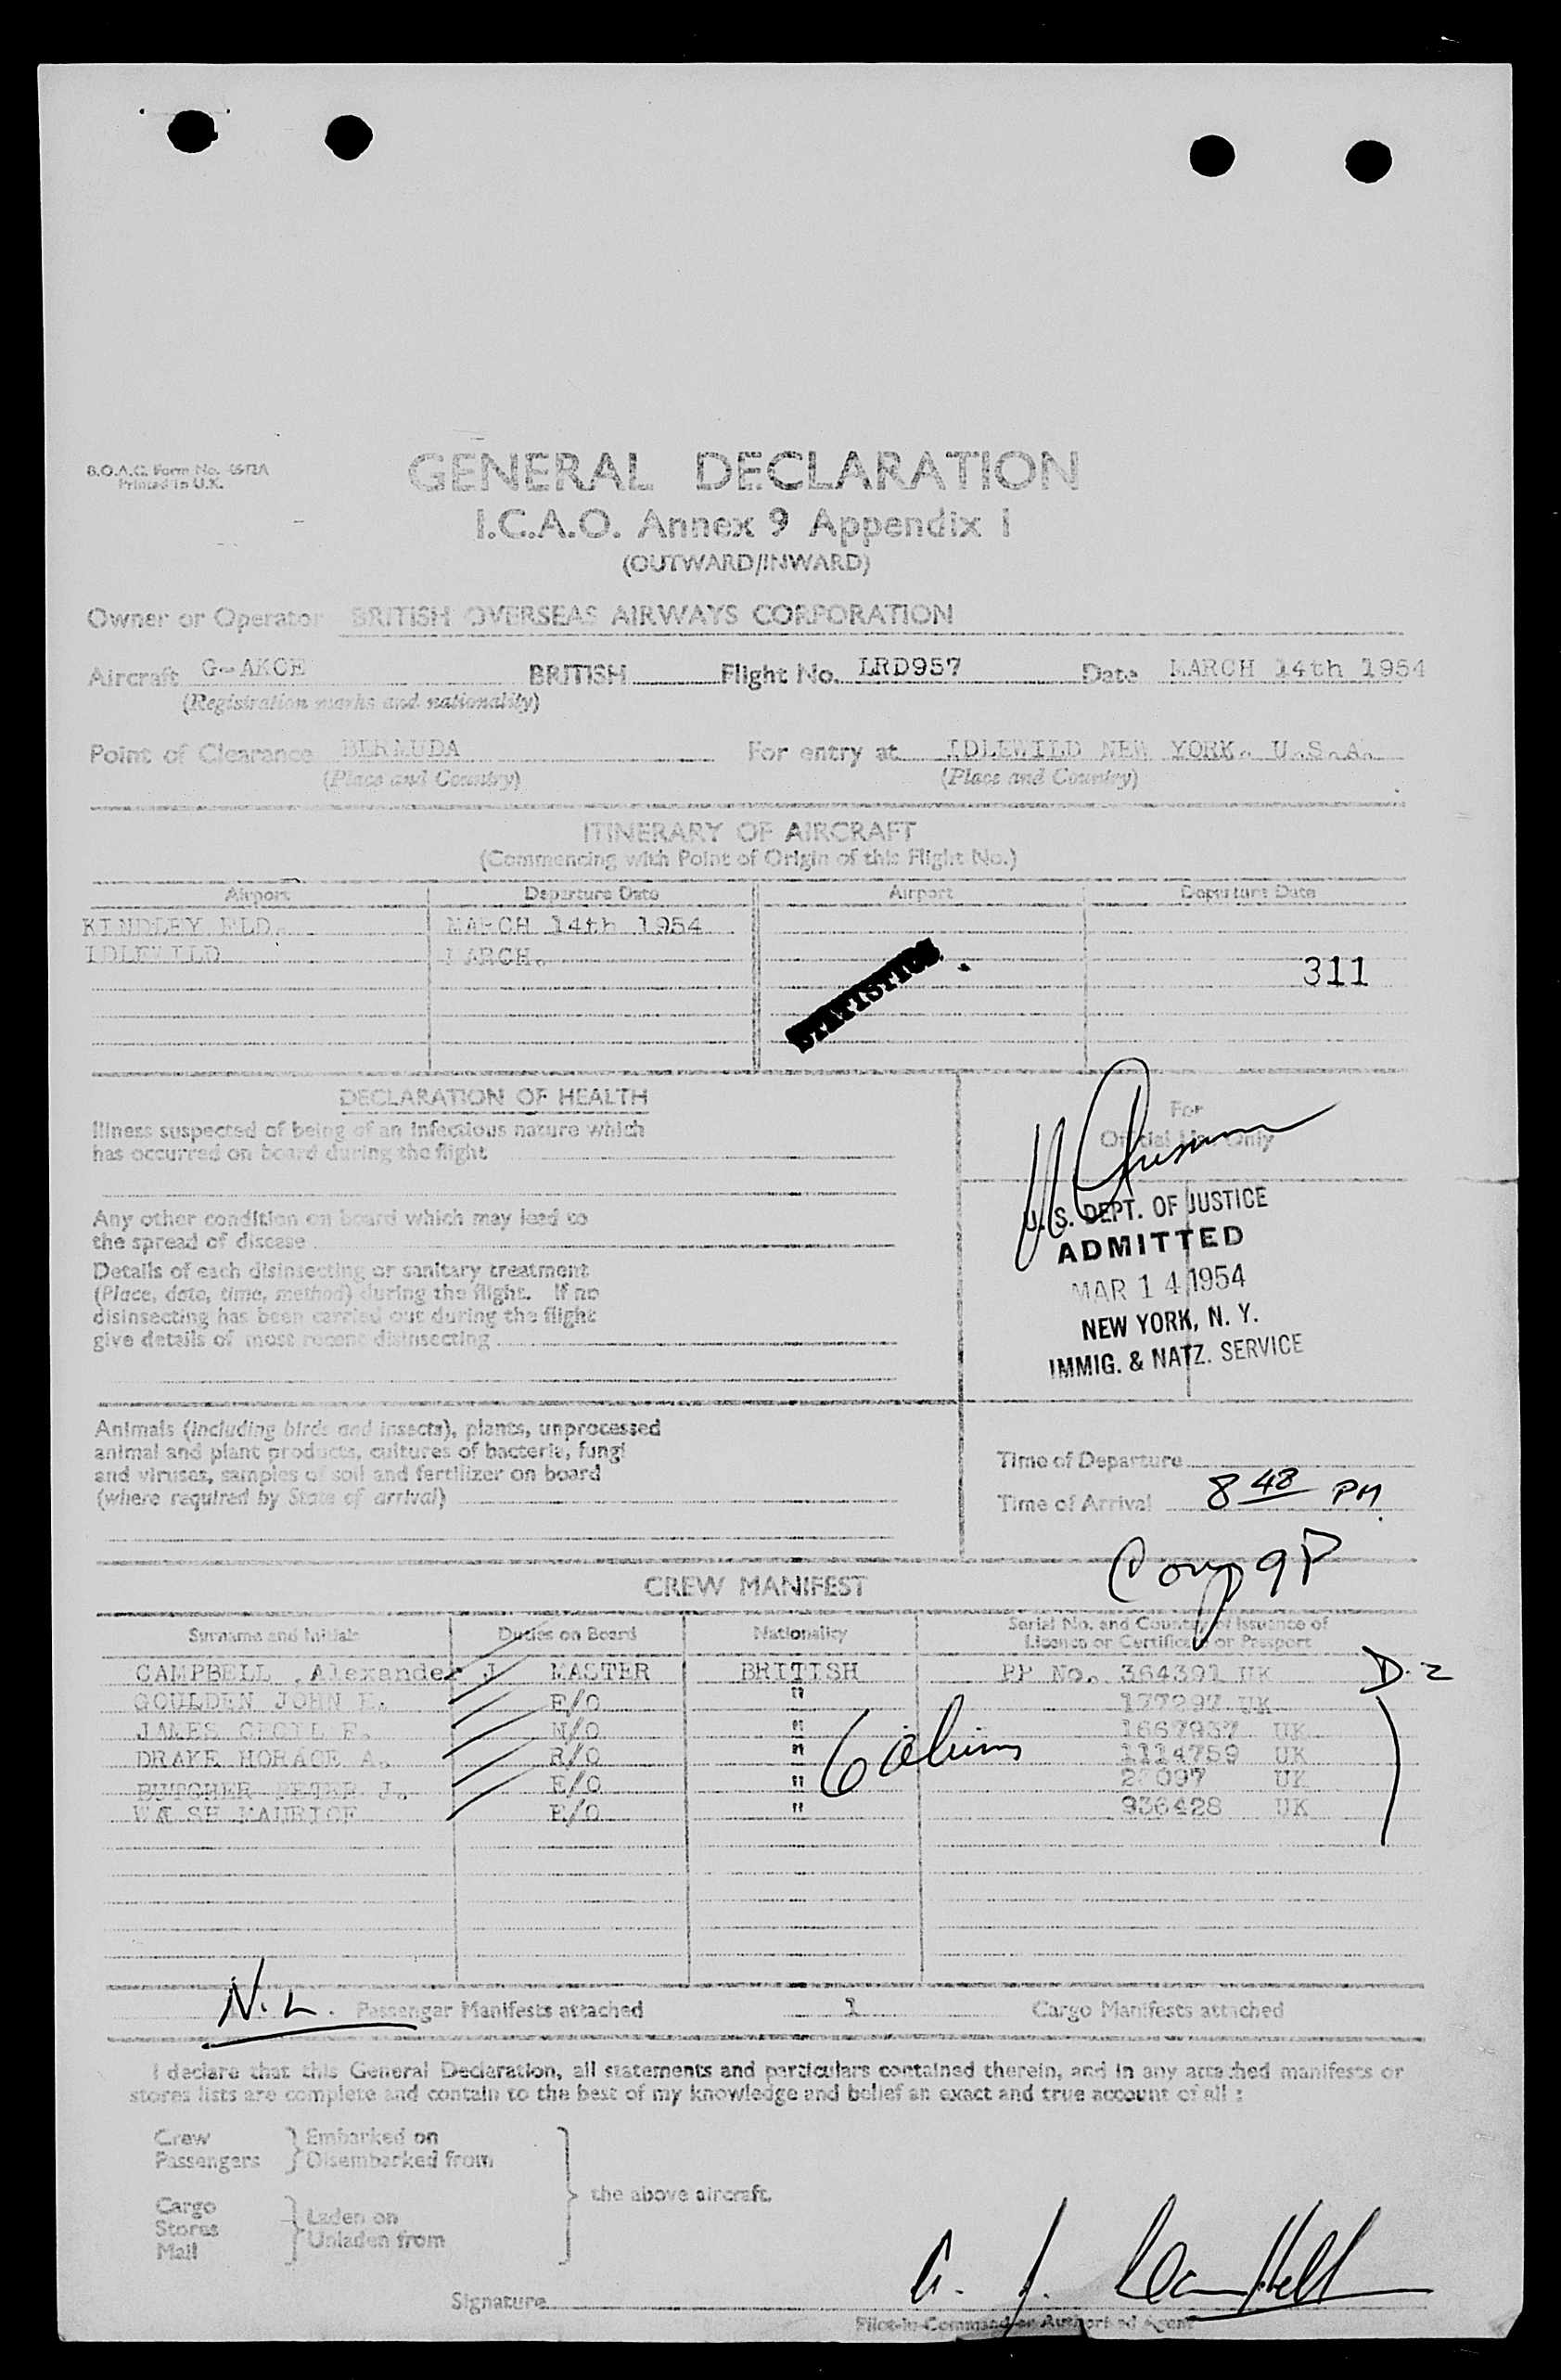 B.O.A.C. Form No.
Printed in U.K.
GENERAL DECLARATION
I.C.A.O. Annex 9 Appendix I
(OUTWARD/INWARD)
Owner or Operator BRITISH OVERSEAS AIRWAYS CORPORATION
Aircraft G-AKCE BRITISH Flight No. LRD957 Date MARCH 14th 1954
(Registration marks and nationality)
Point of Clearance BERMUDA For entry at IDLEWILD NEW YORK. U.S.A.
(Place and Country) (Place and Country)
ITINERARY OF AIRCRAFT
(Commencing with Point of Origin of this Flight No.)
Airport Departure Date Airport Departure Date
KINDLEY FLD. MARCH 14th 1954
IDLEWILD MARCH.
STATISTICS
311
DECLARATION OF HEALTH
Illness suspected of being of an infectious nature which
has occurred on board during the flight
Any other condition on board which may lead to
the spread of disease
Details of each disinsecting or sanitary treatment
(Place, date, time, method) during the flight. If no
disinsecting has been carried out during the flight
give details of most recent disinsecting
For
Official Use Only
U.S. DEPT. OF JUSTICE
ADMITTED
MAR 14 1954
NEW YORK, N. Y.
IMMIG. & NATZ. SERVICE
Animals (including birds and insects), plants, unprocessed
animal and plant products, cultures of bacteria, fungi
and viruses, samples of soil and fertilizer on board
(where required by State of arrival)
Time of Departure
Time of Arrival 8 48 PM
9P
CREW MANIFEST
Surname and Initials Duties on Board Nationality Serial No. and Country of Issuance of
Licence or Certificate or Passport
CAMPBELL, Alexander J MASTER BRITISH PP No. 364391 UK D-2
GOULDEN JOHN E. F/O " 177297 UK
JAMES CECIL F. N/O " 1667937 UK
DRAKE HORACE A. R/O " 1114759 UK
BUTCHER PETER J. E/O " UK
WALSH MAURICE E/O " 936428 UK
6 aliens
N.L. Passenger Manifests attached 1 Cargo Manifests attached
I declare that this General Declaration, all statements and particulars contained therein, and in any attached manifests or
stores lists are complete and contain to the best of my knowledge and belief an exact and true account of all :
Crew } Embarked on
Passengers } Disembarked from
the above aircraft.
Cargo
Stores } Laden on
Mail } Unladen from
Signature A. J. Campbell
Pilot-in-Command or Authorised Agent